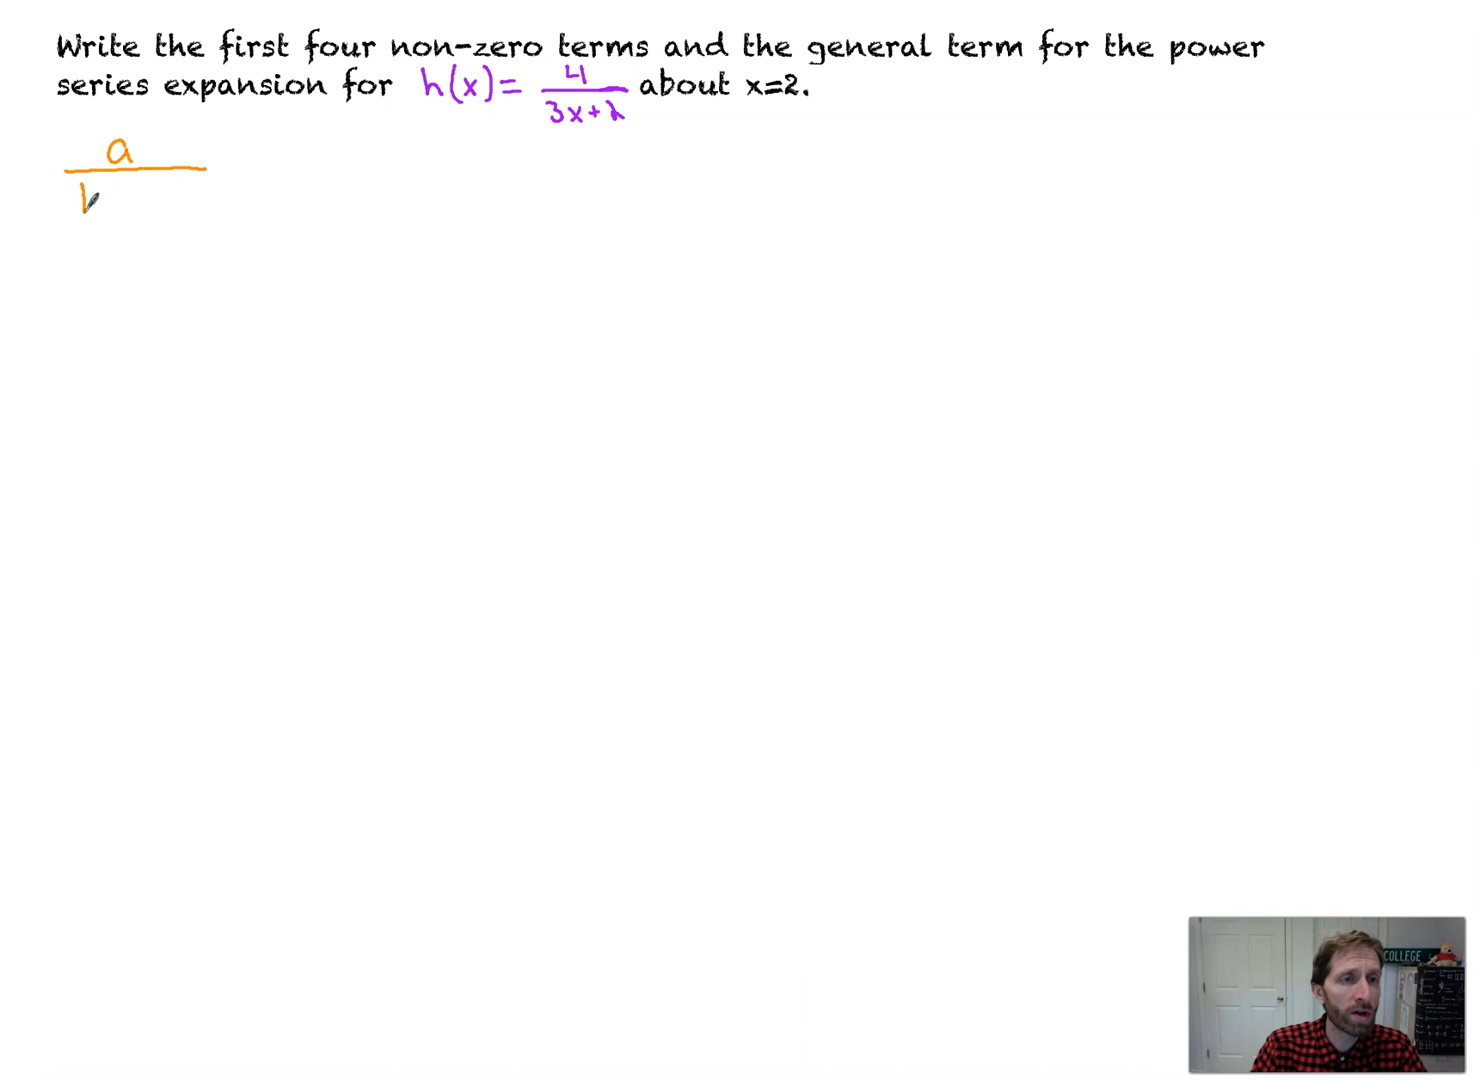 Write the first four non-zero terms and the general term for the power
series expansion for h(x)= 4/(3x+2) about x=2.
a
COLLEGE